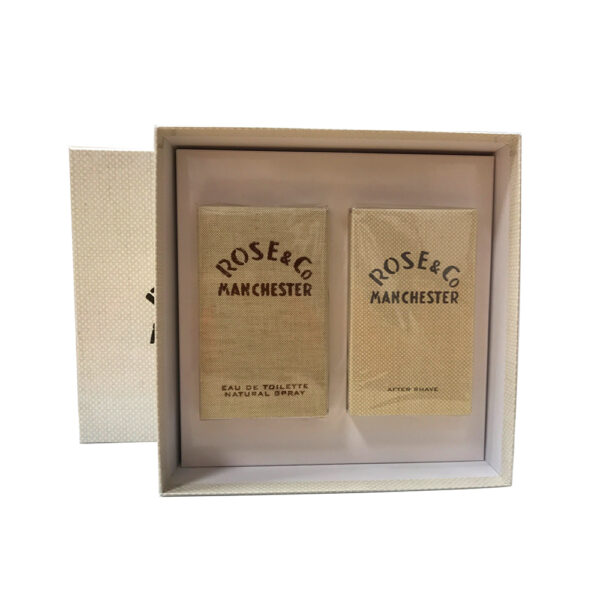 ROSE & Co
MANCHESTER
EAU DE TOILETTE
NATURAL SPRAY
ROSE & Co
MANCHESTER
AFTER SHAVE